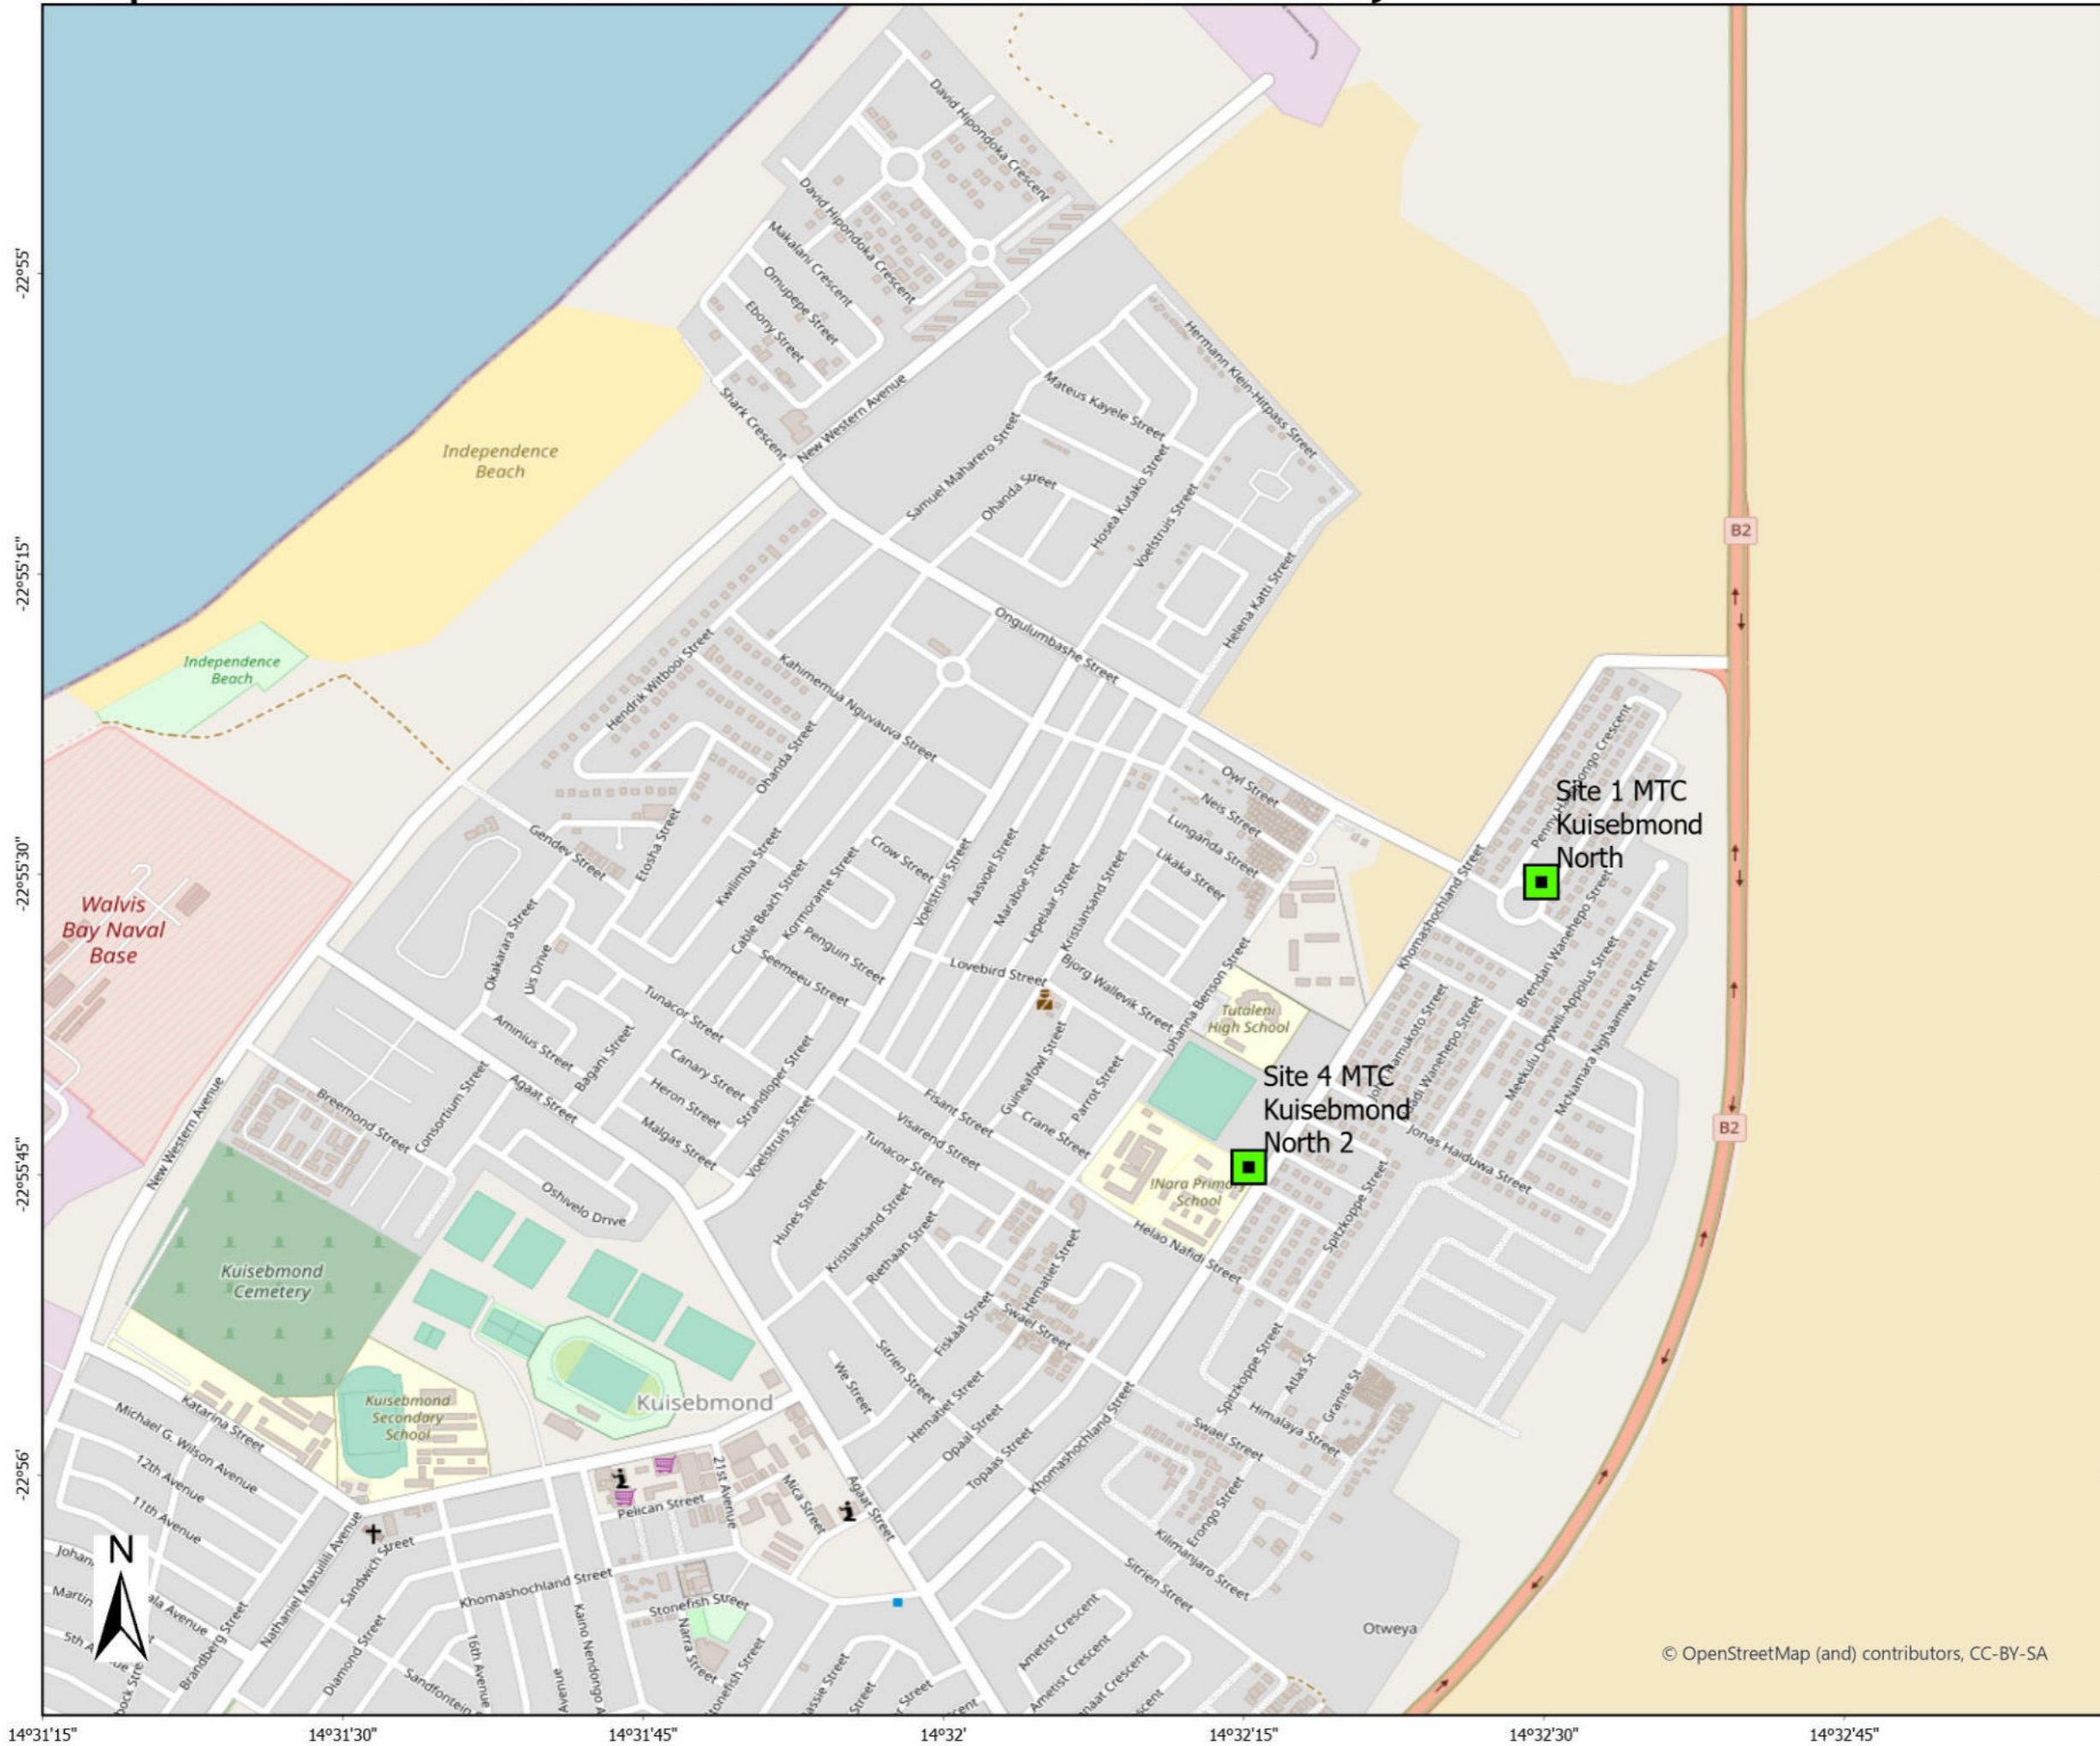 David Hipondoka Crescent
David Hipondoka Crescent
Makalani Crescent
Omupepe Street
Ebony Street
Shark Crescent
New Western Avenue
Hermann Klein-Hitpass Street
Mateus Kayele Street
Samuel Maharero Street
Ohanda Street
Hosea Kutako Street
Voelstruis Street
Helena Katti Street
Independence
Beach
Independence
Beach
B2
Ongulumbashe Street
Hendrik Witbooi Street
Kahimemua Nguvauva Street
Ohanda Street
Etosha Street
Gendev Street
Kwilimba Street
Cable Beach Street
Kormorante Street
Crow Street
Penguin Street
Seemeeu Street
Voelstruis Street
Aasvoel Street
Maraboe Street
Lepelaar Street
Kristiansand Street
Owl Street
Neis Street
Lunganda Street
Likaka Street
Lovebird Street
Bjorg Wallevik Street
Johanna Benson Street
Khomashochland Street
Site 1 MTC
Kuisebmond
North
Brendan Wanehepo Street
Meekulu Deywili-Appolus Street
McNamara Nghaamwa Street
Walvis
Bay Naval
Base
Okakarara Street
Uis Drive
Tunacor Street
Aminius Street
Bagani Street
Agaat Street
Canary Street
Heron Street
Malgas Street
Strandloper Street
Voelstruis Street
Consortium Street
Breemond Street
New Western Avenue
Oshivelo Drive
Tutaleni
High School
Guineafowl Street
Parrot Street
Crane Street
Fisant Street
Visarend Street
Tunacor Street
Site 4 MTC
Kuisebmond
North 2
!Nara Primary
School
B2
Jonas Haiduwa Street
Spitzkoppe Street
Helao Nafidi Street
Hunes Street
Kristiansand Street
Riethaan Street
Hematiet Street
Fiskaal Street
Swael Street
Kuisebmond
Cemetery
Kuisebmond
Secondary
School
Kuisebmond
We Street
Sitrien Street
Hematiet Street
Opaal Street
Topaas Street
Khomashochland Street
Spitzkoppe Street
Atlas St
Granite St
Himalaya Street
Swael Street
Erongo Street
Kilimanjaro Street
Sitrien Street
Katarina Street
Michael G. Wilson Avenue
12th Avenue
11th Avenue
Nathaniel Maxuilili Avenue
Sandwich Street
Pelican Street
21st Avenue
Mica Street
Agaat Street
Khomashochland Street
Stonefish Street
Narra Street
Kaino Nendongo A
16th Avenue
Avenue
Diamond Street
Sandfontein
Brandberg Street
Ametist Crescent
Ametist Crescent
Otweya
© OpenStreetMap (and) contributors, CC-BY-SA
N
-22°55'
-22°55'15"
-22°55'30"
-22°55'45"
-22°56'
14°31'15"
14°31'30"
14°31'45"
14°32'
14°32'15"
14°32'30"
14°32'45"